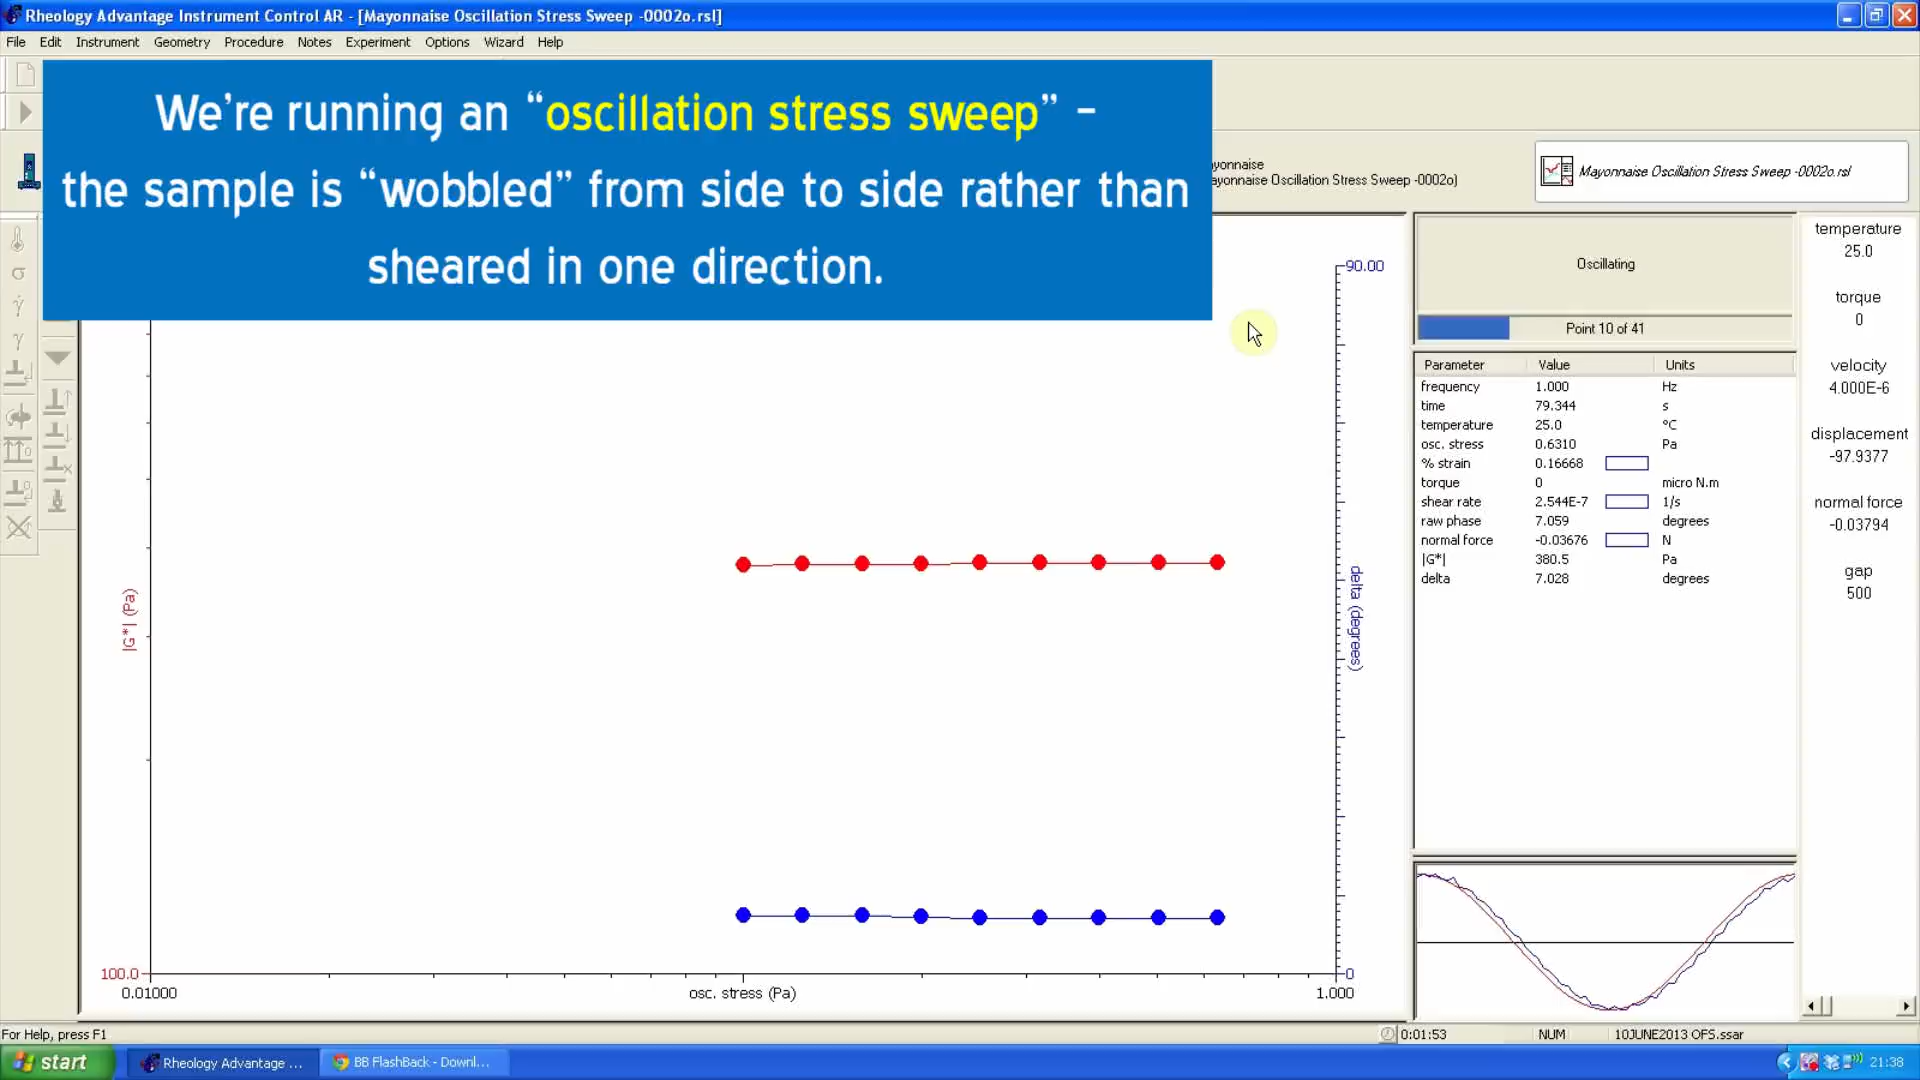 Rheology Advantage Instrument Control AR - [Mayonnaise Oscillation Stress Sweep -0002o.rsl]
File Edit Instrument Geometry Procedure Notes Experiment Options Wizard Help
We're running an “oscillation stress sweep” –
the sample is “wobbled” from side to side rather than
sheared in one direction.
yonnaise
ayonnaise Oscillation Stress Sweep -0002o)
Mayonnaise Oscillation Stress Sweep -0002o.rsl
Oscillating
Point 10 of 41
Parameter Value Units
frequency 1.000 Hz
time 79.344 s
temperature 25.0 °C
osc. stress 0.6310 Pa
% strain 0.16668
torque 0 micro N.m
shear rate 2.544E-7 1/s
raw phase 7.059 degrees
normal force -0.03676 N
|G*| 380.5 Pa
delta 7.028 degrees
temperature
25.0
torque
0
velocity
4.000E-6
displacement
-97.9377
normal force
-0.03794
gap
500
90.00
|G*| (Pa)
delta (degrees)
100.0
0
0.01000
osc. stress (Pa)
1.000
For Help, press F1
0:01:53 NUM 10JUNE2013 OFS.ssar
start Rheology Advantage ... BB FlashBack - Downl... 21:38